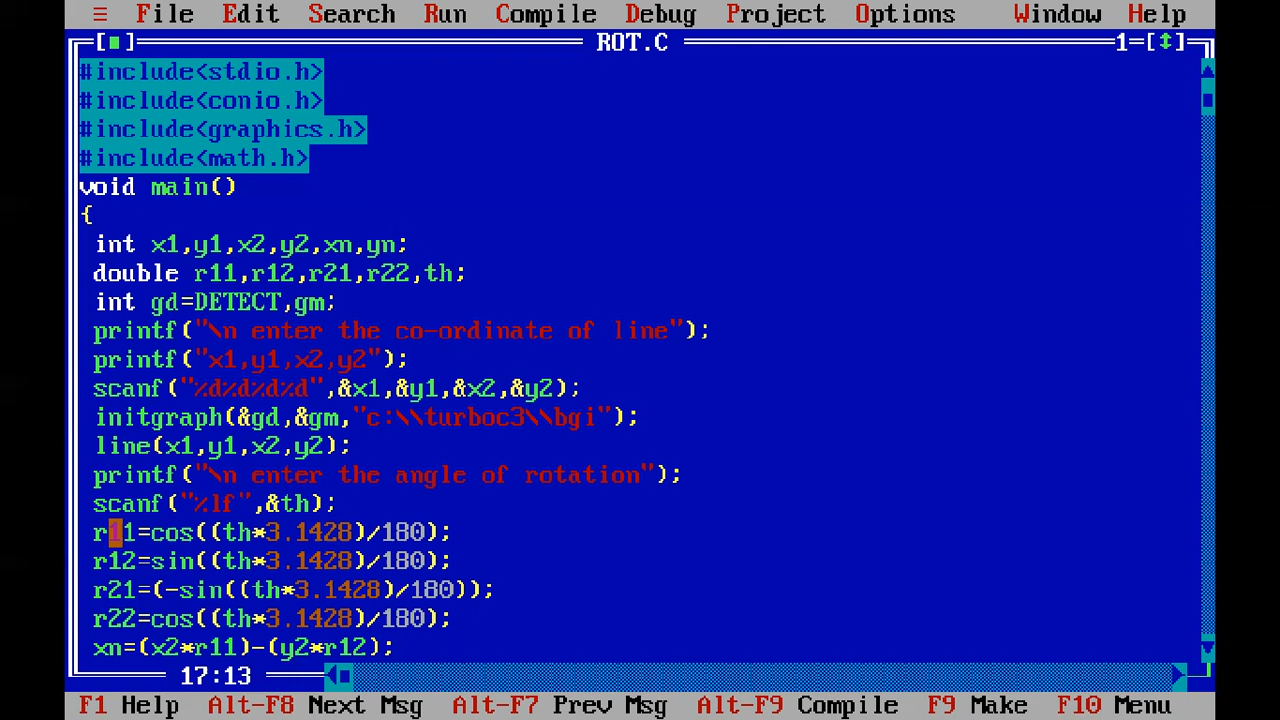 ≡ File Edit Search Run Compile Debug Project Options Window Help
[■] ROT.C 1=[↕]
#include<stdio.h>
#include<conio.h>
#include<graphics.h>
#include<math.h>
void main()
{
int x1,y1,x2,y2,xn,yn;
double r11,r12,r21,r22,th;
int gd=DETECT,gm;
printf("\n enter the co-ordinate of line");
printf("x1,y1,x2,y2");
scanf("%d%d%d%d",&x1,&y1,&x2,&y2);
initgraph(&gd,&gm,"c:\\turboc3\\bgi");
line(x1,y1,x2,y2);
printf("\n enter the angle of rotation");
scanf("%lf",&th);
r11=cos((th*3.1428)/180);
r12=sin((th*3.1428)/180);
r21=(-sin((th*3.1428)/180));
r22=cos((th*3.1428)/180);
xn=(x2*r11)-(y2*r12);
17:13
F1 Help Alt-F8 Next Msg Alt-F7 Prev Msg Alt-F9 Compile F9 Make F10 Menu